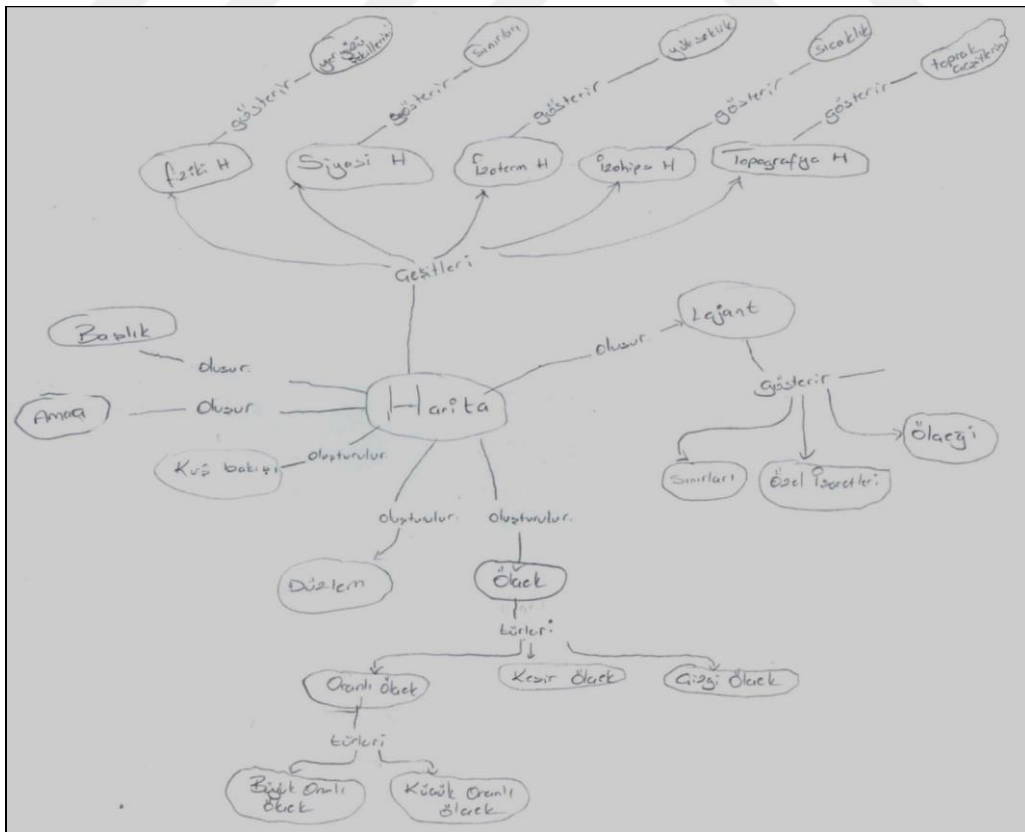 yer yüzü
şekillerini
sınırları
yükseklik
sıcaklık
toprak
gösterir
gösterir
gösterir
gösterir
gösterir
fiziki H
Siyasi H
İzoterm H
İzohips H
Topografya H
Çeşitleri
Başlık
oluşur.
Lejant
oluşur.
Amaç
oluşur
Harita
gösterir
Kuş bakışı
oluşturulur.
Sınırları
Özel İşaretleri
Ölçeği
oluşturulur.
oluşturulur.
Düzlem
Ölçek
türleri
Oranlı ölçek
Kesir Ölçek
Çizgi Ölçek
türleri
Büyük Oranlı
ölçek
Küçük Oranlı
ölçek